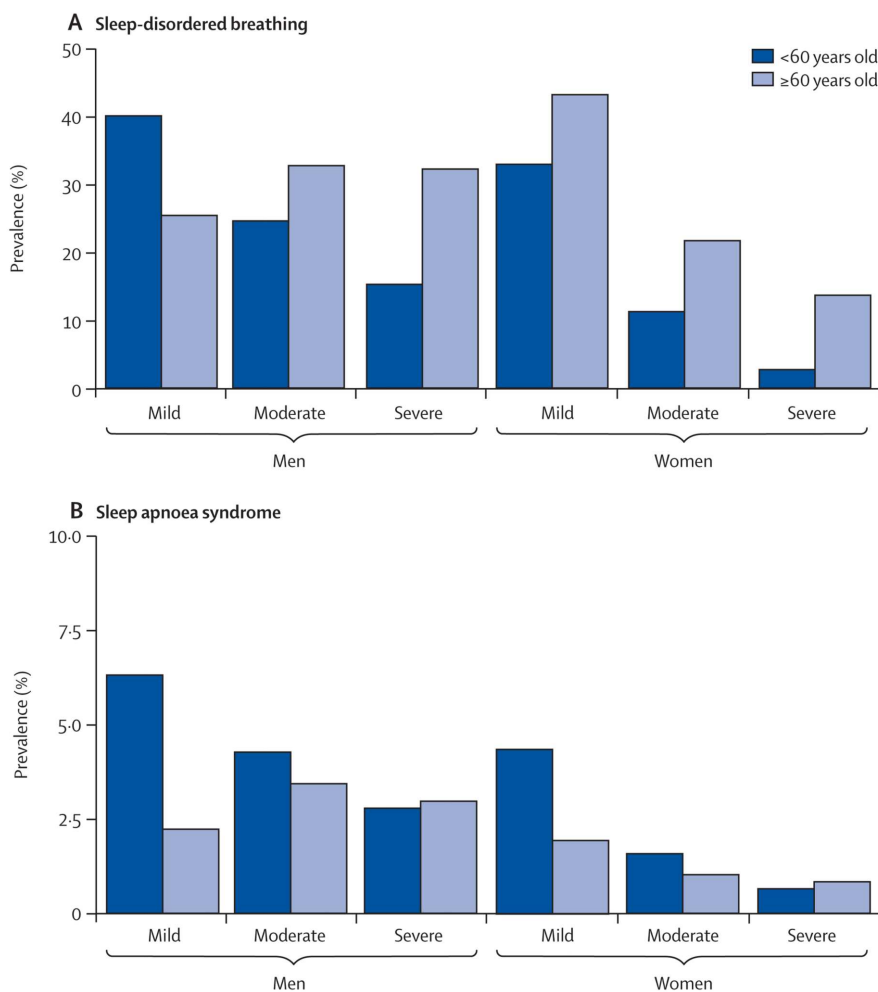 A Sleep-disordered breathing
<60 years old
≥60 years old
Prevalence (%)
50
40
30
20
10
0
Mild Moderate Severe Mild Moderate Severe
Men Women
B Sleep apnoea syndrome
Prevalence (%)
10·0
7·5
5·0
2·5
0
Mild Moderate Severe Mild Moderate Severe
Men Women